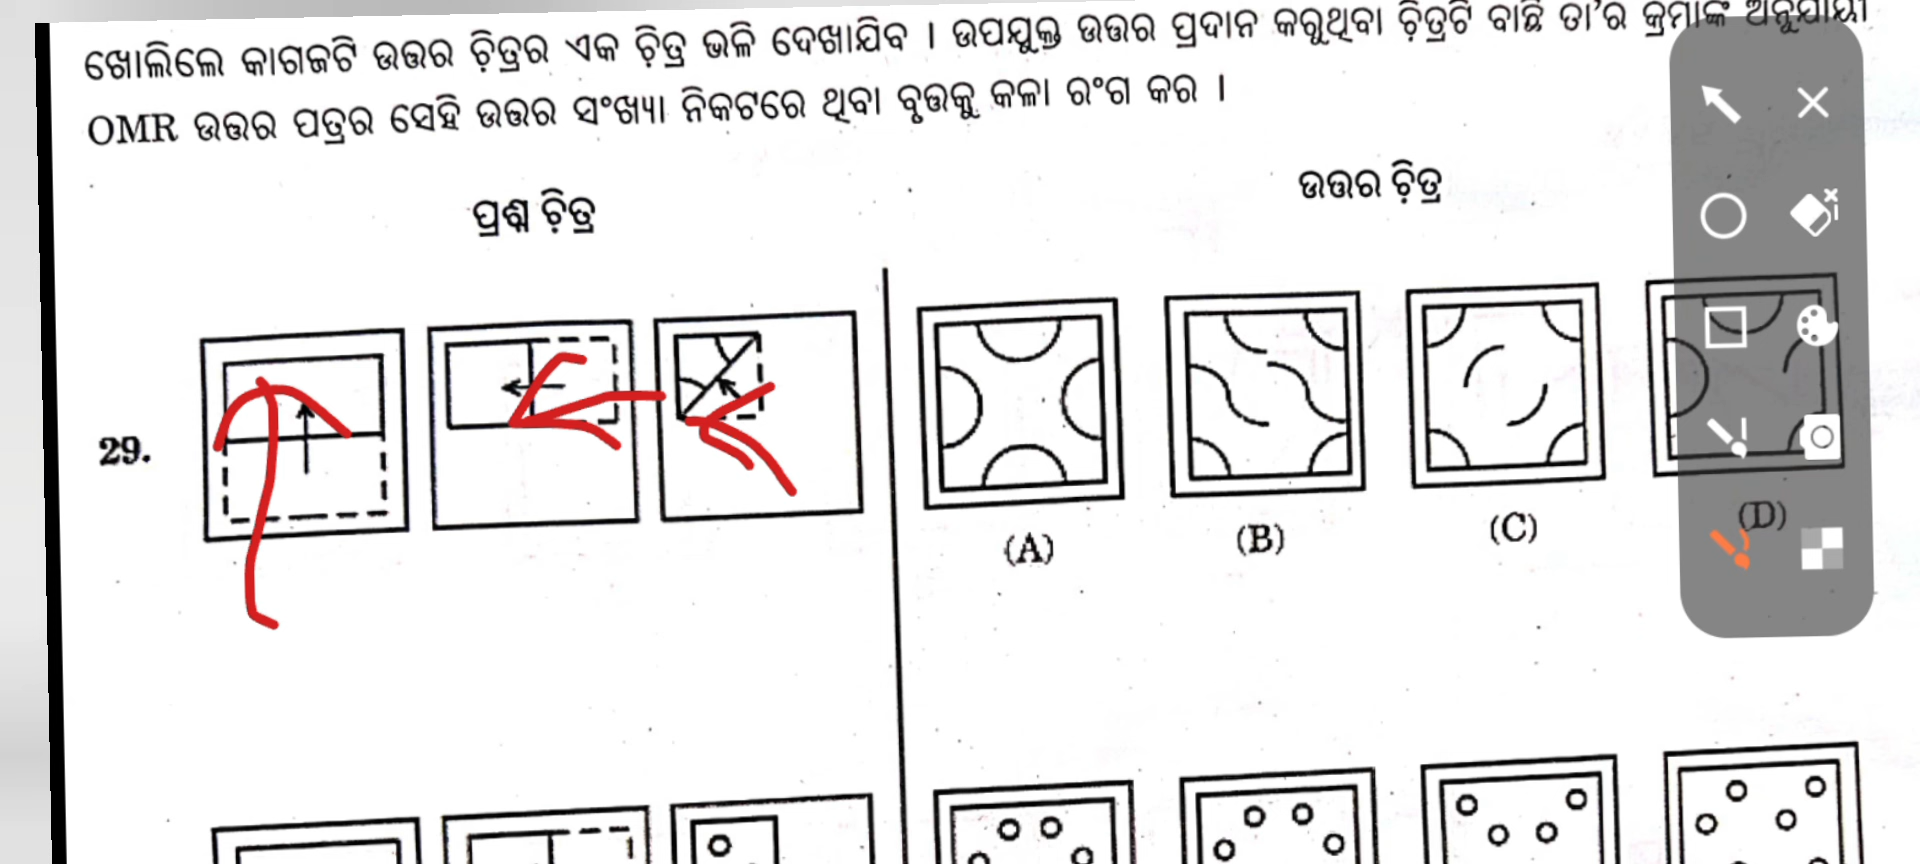 ଖୋଲିଲେ କାଗଜଟି ଉତ୍ତର ଚିତ୍ରର ଏକ ଚିତ୍ର ଭଳି ଦେଖାଯିବ । ଉପଯୁକ୍ତ ଉତ୍ତର ପ୍ରଦାନ କରୁଥିବା ଚିତ୍ରଟି ବାଛି ତା'ର କ୍ରମାଙ୍କ ଅନୁଯାୟୀ
OMR ଉତ୍ତର ପତ୍ରର ସେହି ଉତ୍ତର ସଂଖ୍ୟା ନିକଟରେ ଥିବା ବୃତ୍ତକୁ କଳା ରଂଗ କର ।
ପ୍ରଶ୍ନ ଚିତ୍ର
ଉତ୍ତର ଚିତ୍ର
29.
(A)
(B)
(C)
(D)